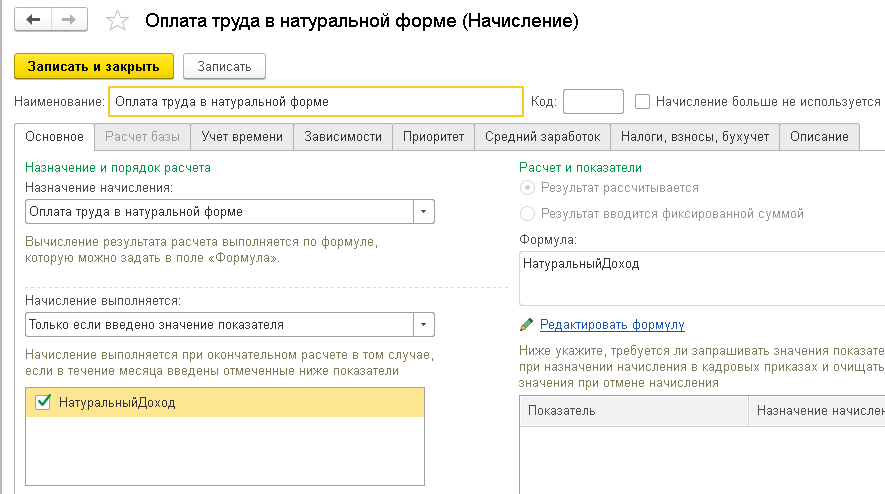 Оплата труда в натуральной форме (Начисление)
Записать и закрыть
Записать
Наименование: Оплата труда в натуральной форме Код: Начисление больше не используется
Основное Расчет базы Учет времени Зависимости Приоритет Средний заработок Налоги, взносы, бухучет Описание
Назначение и порядок расчета
Назначение начисления:
Оплата труда в натуральной форме
Вычисление результата расчета выполняется по формуле,
которую можно задать в поле «Формула».
Начисление выполняется:
Только если введено значение показателя
Начисление выполняется при окончательном расчете в том случае,
если в течение месяца введены отмеченные ниже показатели
НатуральныйДоход
Расчет и показатели
Результат рассчитывается
Результат вводится фиксированной суммой
Формула:
НатуральныйДоход
Редактировать формулу
Ниже укажите, требуется ли запрашивать значения показате
при назначении начисления в кадровых приказах и очищать
значения при отмене начисления
Показатель Назначение начислен